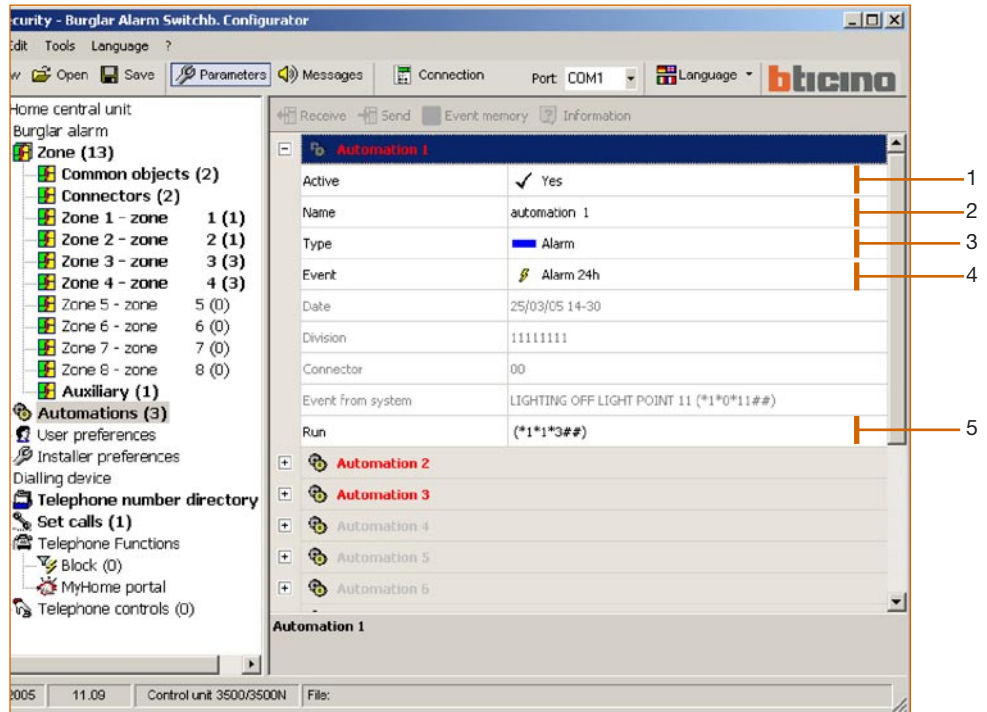 curity - Burglar Alarm Switchb. Configurator
Edit Tools Language ?
w Open Save Parameters Messages Connection Port COM1 Language bticino
Home central unit
Burglar alarm
Zone (13)
Common objects (2)
Connectors (2)
Zone 1 - zone 1 (1)
Zone 2 - zone 2 (1)
Zone 3 - zone 3 (3)
Zone 4 - zone 4 (3)
Zone 5 - zone 5 (0)
Zone 6 - zone 6 (0)
Zone 7 - zone 7 (0)
Zone 8 - zone 8 (0)
Auxiliary (1)
Automations (3)
User preferences
Installer preferences
Dialling device
Telephone number directory
Set calls (1)
Telephone Functions
Block (0)
MyHome portal
Telephone controls (0)
Receive Send Event memory Information
Automation 1
Active Yes 1
Name automation 1 2
Type Alarm 3
Event Alarm 24h 4
Date 25/03/05 14-30
Division 11111111
Connector 00
Event from system LIGHTING OFF LIGHT POINT 11 (*1*0*11##)
Run (*1*1*3##) 5
Automation 2
Automation 3
Automation 4
Automation 5
Automation 6
Automation 1
2005 11.09 Control unit 3500/3500N File: